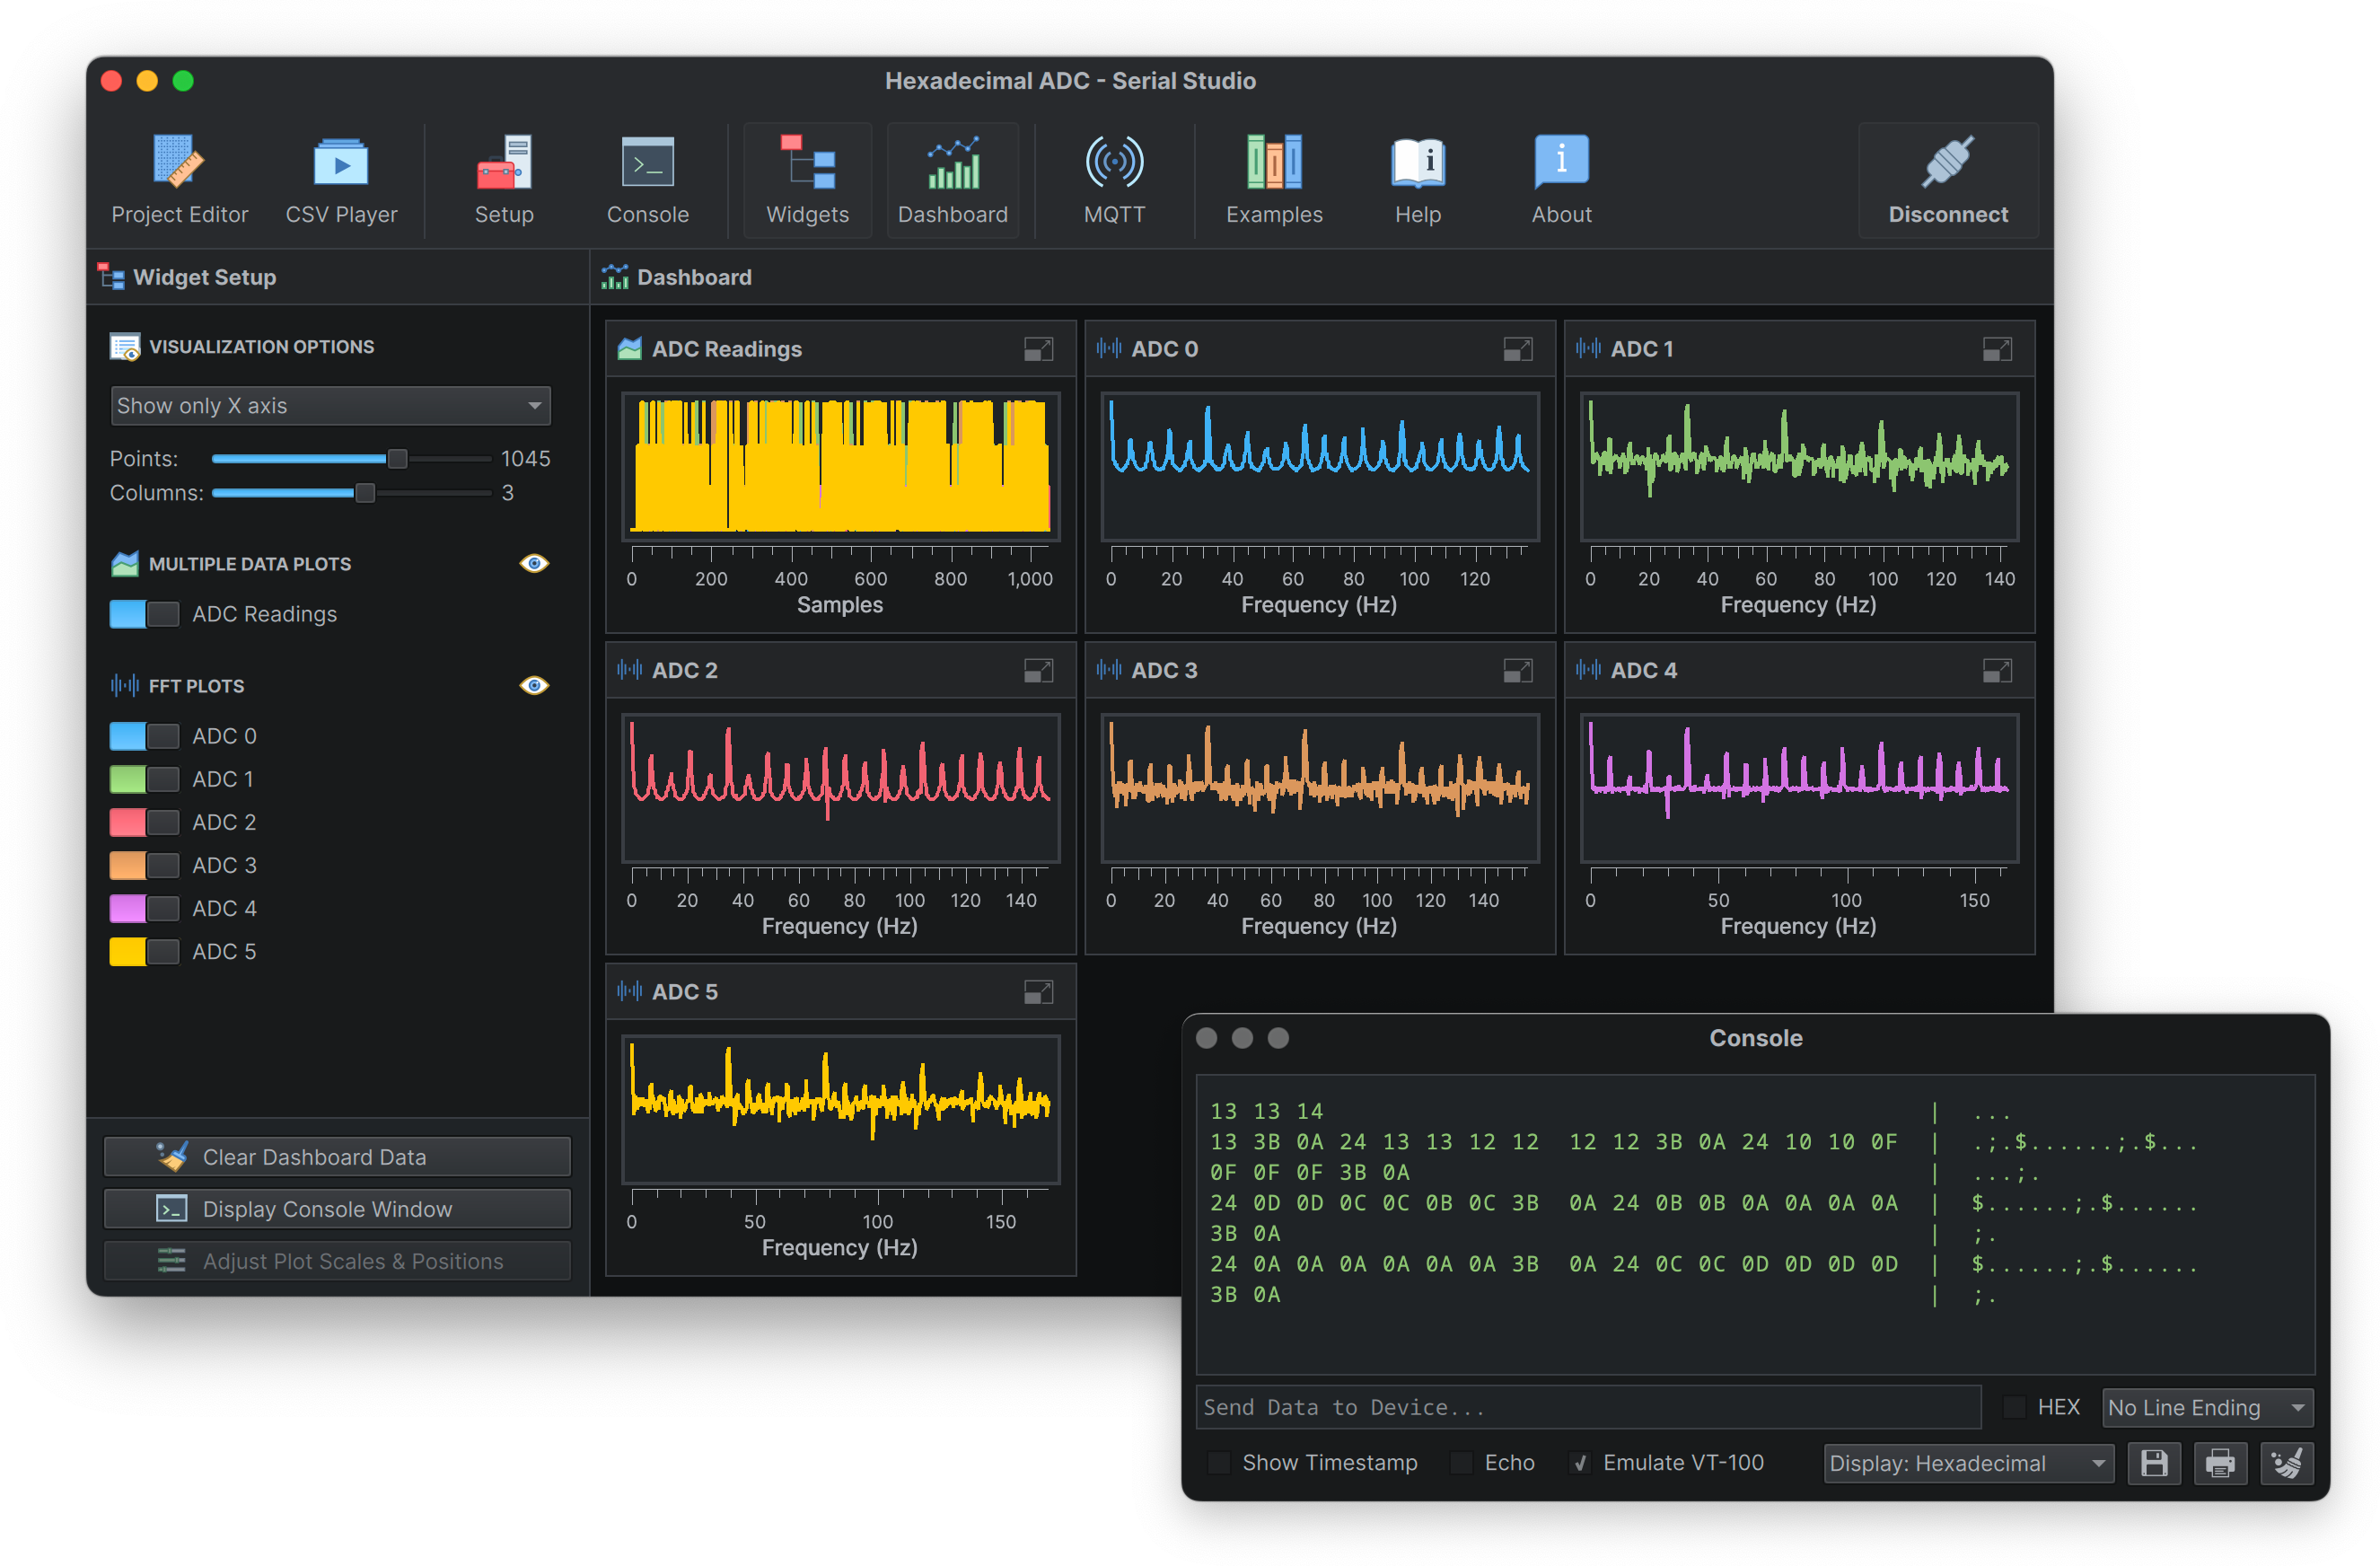 Hexadecimal ADC - Serial Studio
Project Editor
CSV Player
Setup
Console
Widgets
Dashboard
MQTT
Examples
Help
About
Disconnect
Widget Setup
VISUALIZATION OPTIONS
Show only X axis
Points: 1045
Columns: 3
MULTIPLE DATA PLOTS
ADC Readings
FFT PLOTS
ADC 0
ADC 1
ADC 2
ADC 3
ADC 4
ADC 5
Clear Dashboard Data
Display Console Window
Adjust Plot Scales & Positions
Dashboard
ADC Readings
0 200 400 600 800 1,000
Samples
ADC 0
0 20 40 60 80 100 120
Frequency (Hz)
ADC 1
0 20 40 60 80 100 120 140
Frequency (Hz)
ADC 2
0 20 40 60 80 100 120 140
Frequency (Hz)
ADC 3
0 20 40 60 80 100 120 140
Frequency (Hz)
ADC 4
0 50 100 150
Frequency (Hz)
ADC 5
0 50 100 150
Frequency (Hz)
Console
13 13 14 | ...
13 3B 0A 24 13 13 12 12  12 12 3B 0A 24 10 10 0F | .;.$......;.$...
0F 0F 0F 3B 0A | ...;.
24 0D 0D 0C 0C 0B 0C 3B  0A 24 0B 0B 0A 0A 0A 0A | $......;.$......
3B 0A | ;.
24 0A 0A 0A 0A 0A 0A 3B  0A 24 0C 0C 0D 0D 0D 0D | $......;.$......
3B 0A | ;.
Send Data to Device...
HEX
No Line Ending
Show Timestamp
Echo
Emulate VT-100
Display: Hexadecimal